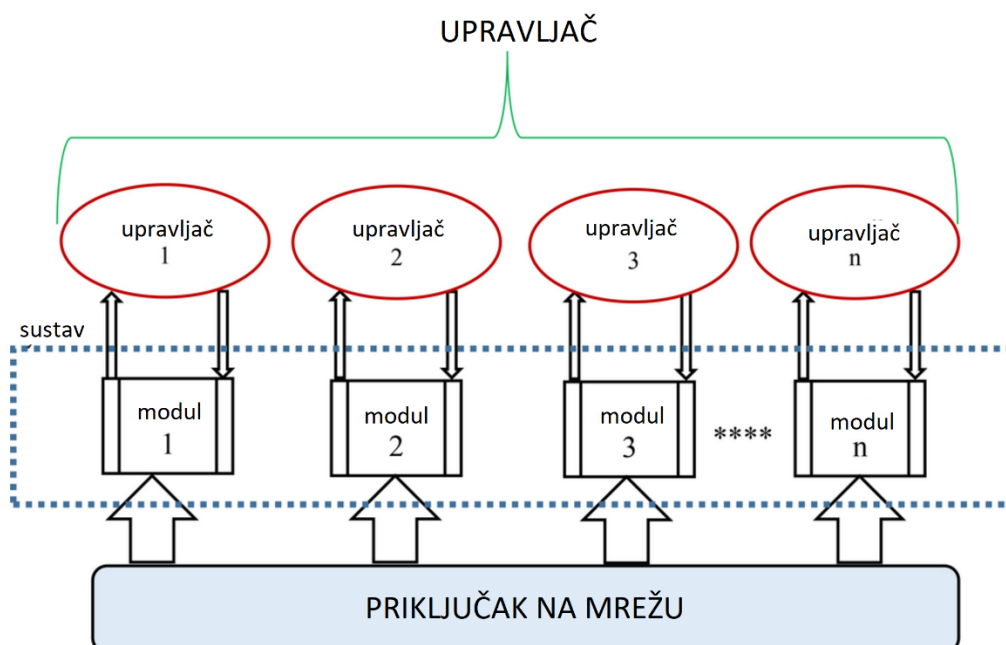 UPRAVLJAČ
upravljač
1
upravljač
2
upravljač
3
upravljač
n
sustav
modul
1
modul
2
modul
3
****
modul
n
PRIKLJUČAK NA MREŽU